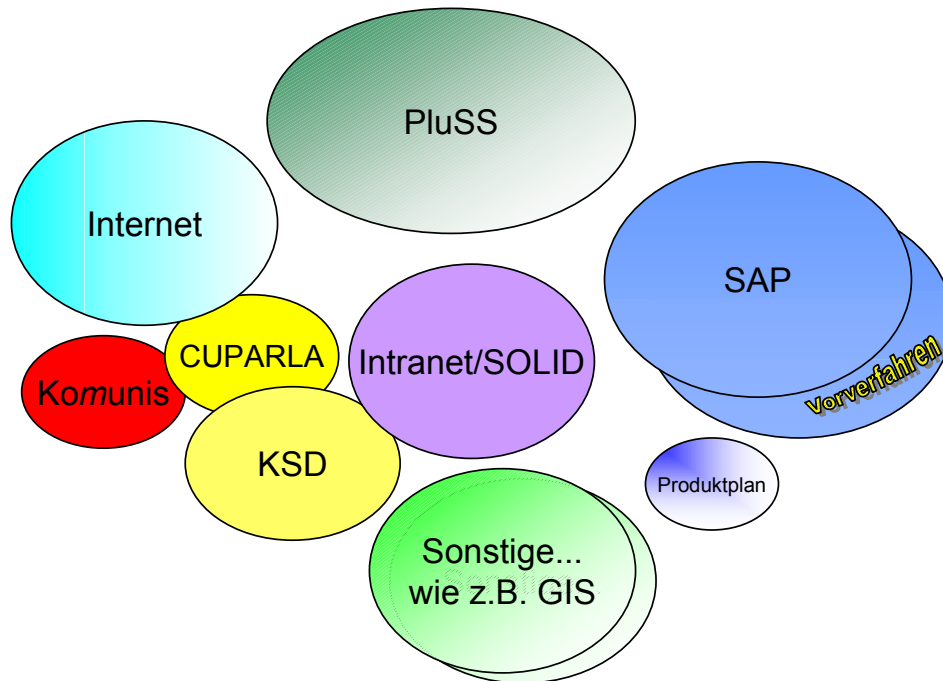 PluSS
Internet
SAP
CUPARLA
Intranet/SOLID
Vorverfahren
Komunis
KSD
Produktplan
Sonstige...
wie z.B. GIS